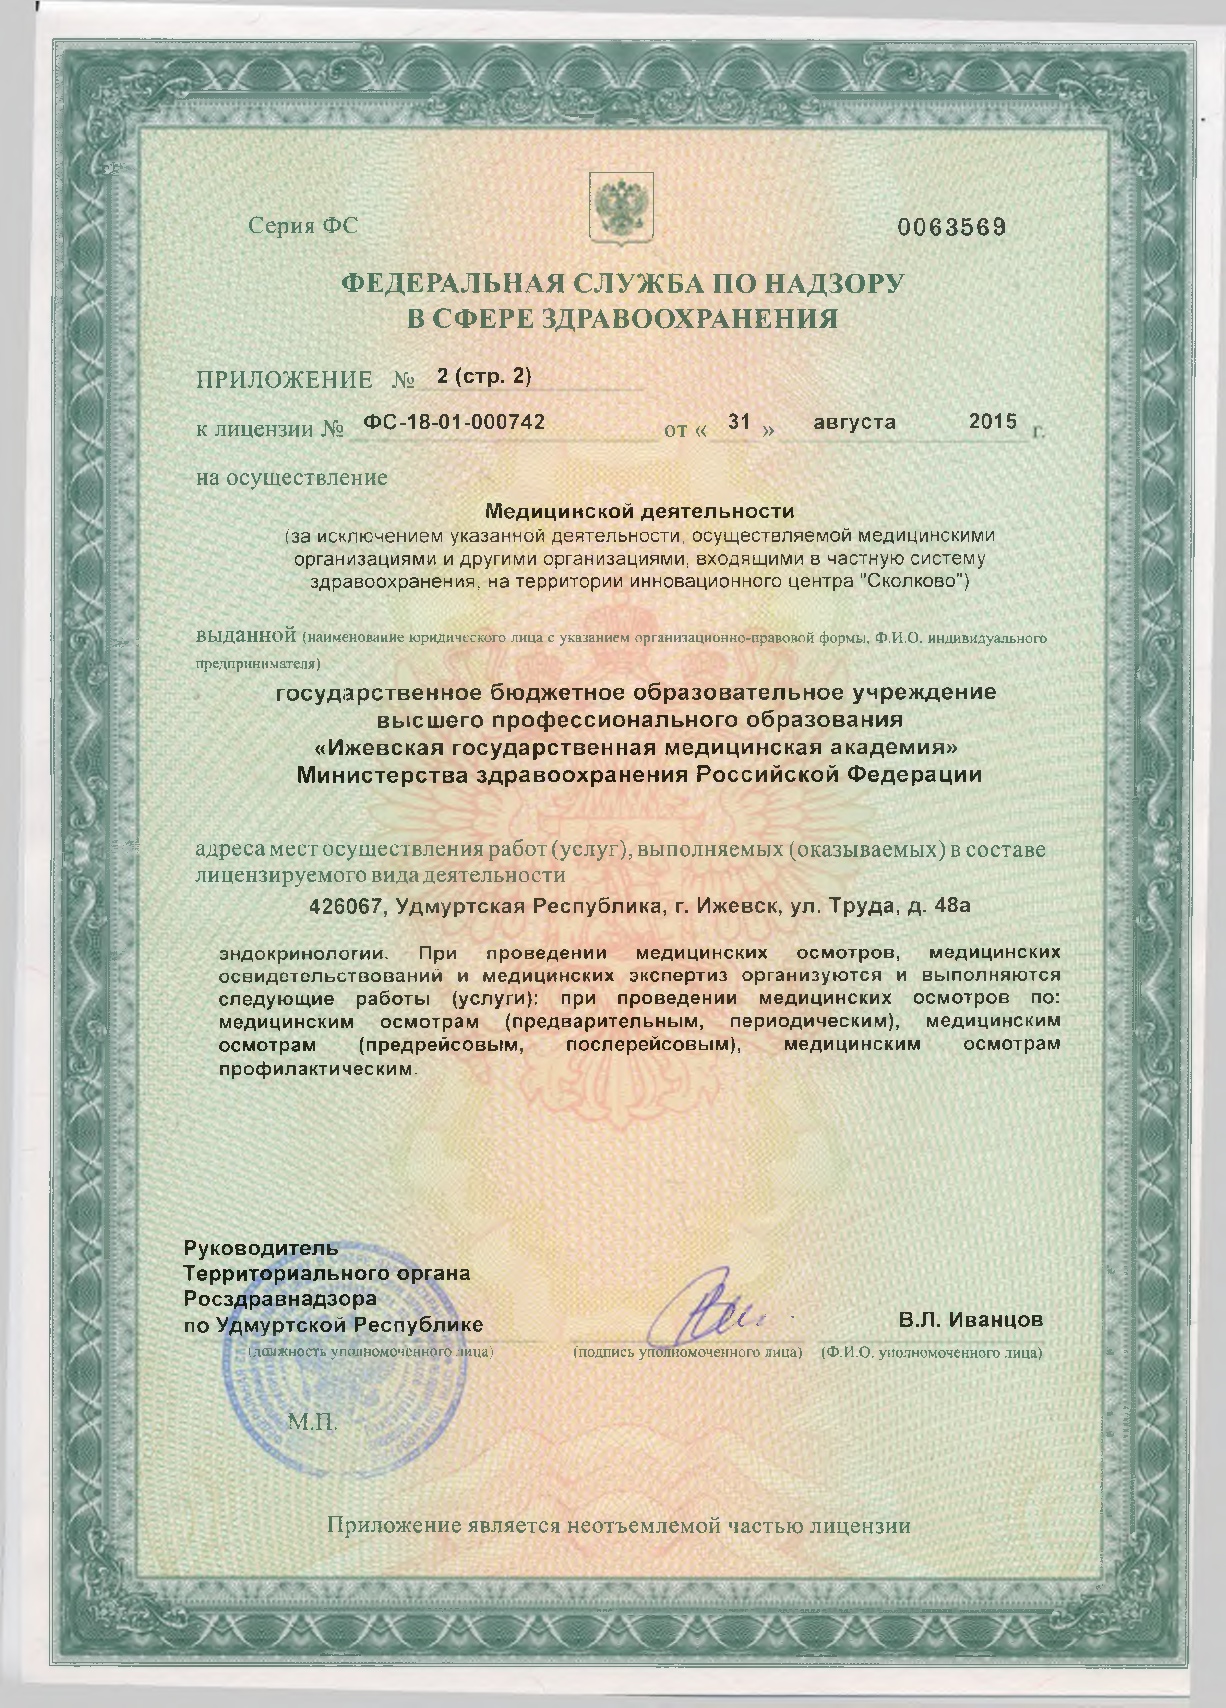 Серия ФС
0063569
ФЕДЕРАЛЬНАЯ СЛУЖБА ПО НАДЗОРУ
В СФЕРЕ ЗДРАВООХРАНЕНИЯ
ПРИЛОЖЕНИЕ № 2 (стр. 2)
к лицензии № ФС-18-01-000742 от « 31 » августа 2015 г.
на осуществление
Медицинской деятельности
(за исключением указанной деятельности, осуществляемой медицинскими
организациями и другими организациями, входящими в частную систему
здравоохранения, на территории инновационного центра "Сколково")
выданной (наименование юридического лица с указанием организационно-правовой формы, Ф.И.О. индивидуального
предпринимателя)
государственное бюджетное образовательное учреждение
высшего профессионального образования
«Ижевская государственная медицинская академия»
Министерства здравоохранения Российской Федерации
адреса мест осуществления работ (услуг), выполняемых (оказываемых) в составе
лицензируемого вида деятельности
426067, Удмуртская Республика, г. Ижевск, ул. Труда, д. 48а
эндокринологии. При проведении медицинских осмотров, медицинских
освидетельствований и медицинских экспертиз организуются и выполняются
следующие работы (услуги): при проведении медицинских осмотров по:
медицинским осмотрам (предварительным, периодическим), медицинским
осмотрам (предрейсовым, послерейсовым), медицинским осмотрам
профилактическим.
Руководитель
Территориального органа
Росздравнадзора
по Удмуртской Республике
В.Л. Иванцов
(должность уполномоченного лица) (подпись уполномоченного лица) (Ф.И.О. уполномоченного лица)
М.П.
Приложение является неотъемлемой частью лицензии